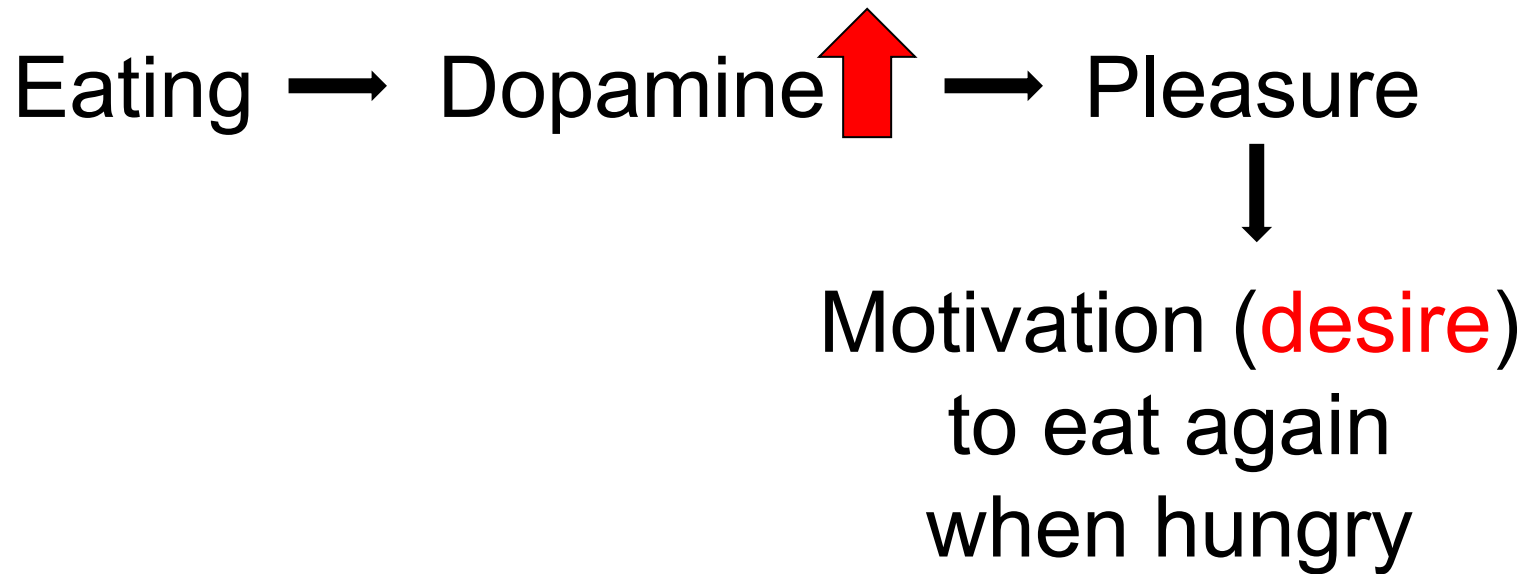 Eating Dopamine Pleasure
Motivation (desire)
to eat again
when hungry